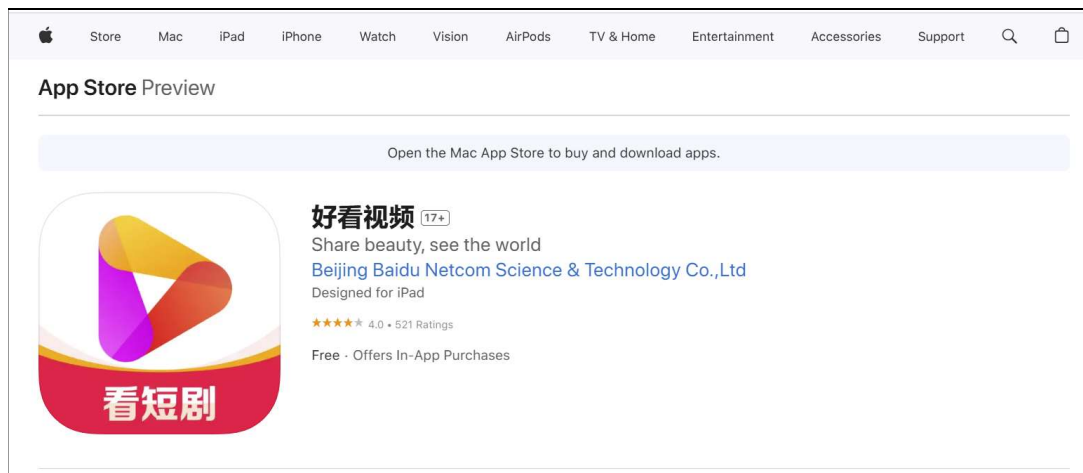 Store Mac iPad iPhone Watch Vision AirPods TV & Home Entertainment Accessories Support
App Store Preview
Open the Mac App Store to buy and download apps.
好看视频 17+
Share beauty, see the world
Beijing Baidu Netcom Science & Technology Co.,Ltd
Designed for iPad
4.0 • 521 Ratings
Free · Offers In-App Purchases
看短剧